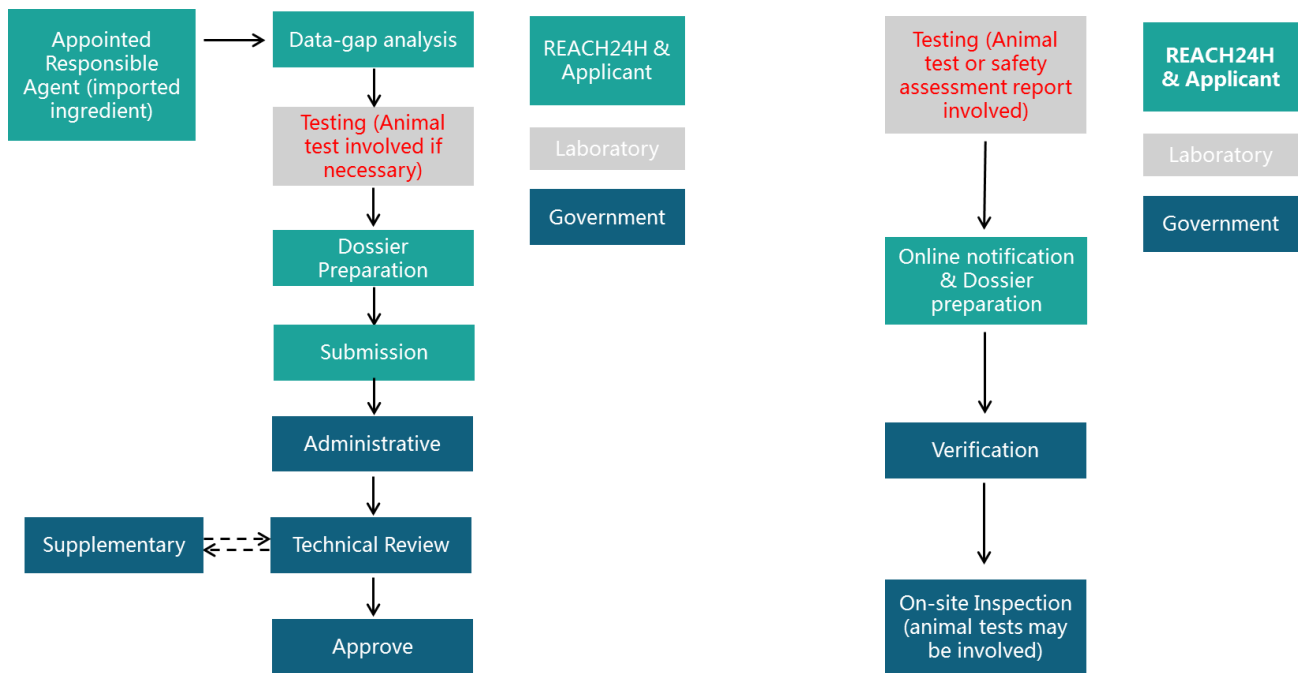 Appointed
Responsible
Agent (imported
ingredient)
Data-gap analysis
Testing (Animal
test involved if
necessary)
Dossier
Preparation
Submission
Administrative
Supplementary
Technical Review
Approve
REACH24H &
Applicant
Laboratory
Government
Testing (Animal
test or safety
assessment report
involved)
Online notification
& Dossier
preparation
Verification
On-site Inspection
(animal tests may
be involved)
REACH24H
& Applicant
Laboratory
Government